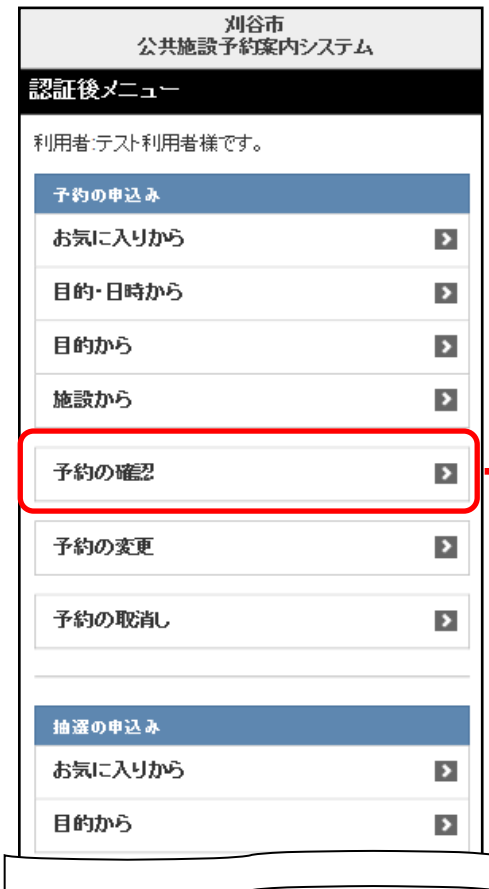 刈谷市
公共施設予約案内システム
認証後メニュー
利用者:テスト利用者様です。
予約の申込み
お気に入りから
目的・日時から
目的から
施設から
予約の確認
予約の変更
予約の取消し
抽選の申込み
お気に入りから
目的から